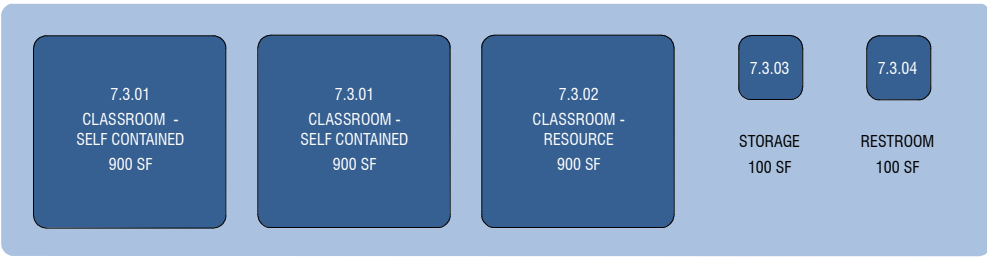 7.3.01
CLASSROOM -
SELF CONTAINED
900 SF
7.3.01
CLASSROOM -
SELF CONTAINED
900 SF
7.3.02
CLASSROOM -
RESOURCE
900 SF
7.3.03
STORAGE
100 SF
7.3.04
RESTROOM
100 SF